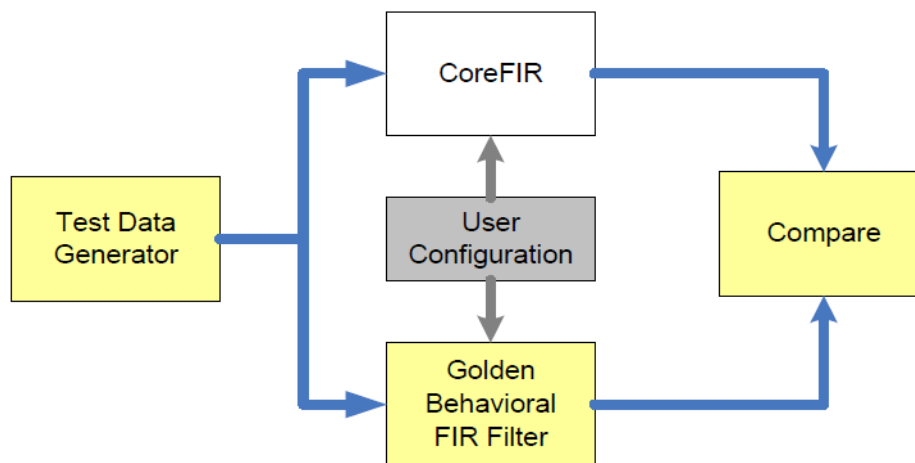 CoreFIR
Test Data
Generator
User
Configuration
Compare
Golden
Behavioral
FIR Filter